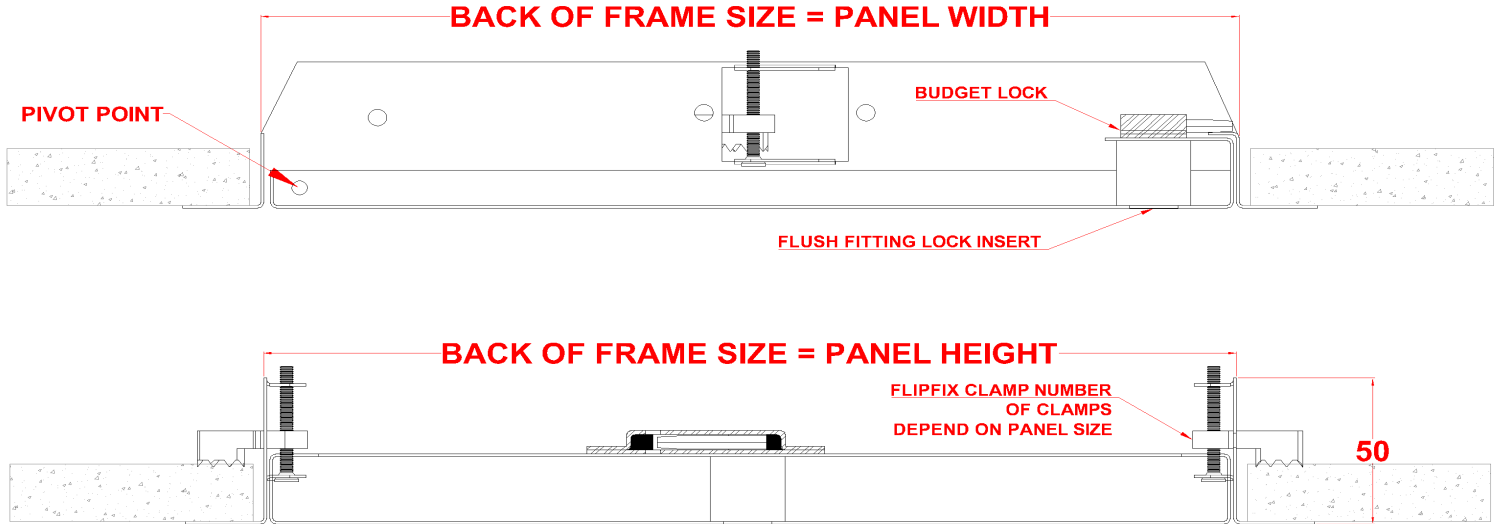 BACK OF FRAME SIZE = PANEL WIDTH
PIVOT POINT
BUDGET LOCK
FLUSH FITTING LOCK INSERT
BACK OF FRAME SIZE = PANEL HEIGHT
FLIPFIX CLAMP NUMBER
OF CLAMPS
DEPEND ON PANEL SIZE
50